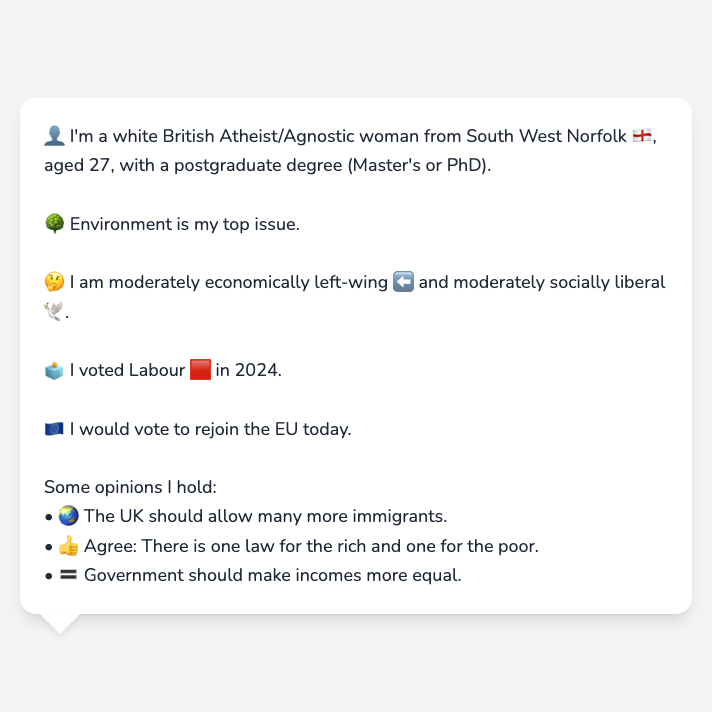 👤 I'm a white British Atheist/Agnostic woman from South West Norfolk 🏴󠁧󠁢󠁥󠁮󠁧󠁿,
aged 27, with a postgraduate degree (Master's or PhD).
🌳 Environment is my top issue.
🤔 I am moderately economically left-wing ⬅️ and moderately socially liberal
🕊️.
🗳️ I voted Labour 🟥 in 2024.
🇪🇺 I would vote to rejoin the EU today.
Some opinions I hold:
• 🌏 The UK should allow many more immigrants.
• 👍 Agree: There is one law for the rich and one for the poor.
• 🟰 Government should make incomes more equal.